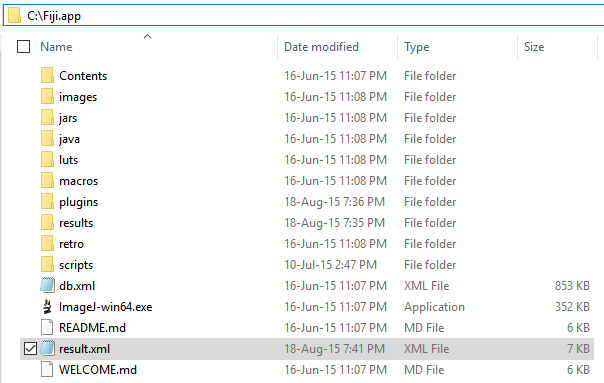 C:\Fiji.app
Name Date modified Type Size
Contents 16-Jun-15 11:07 PM File folder
images 16-Jun-15 11:08 PM File folder
jars 16-Jun-15 11:08 PM File folder
java 16-Jun-15 11:08 PM File folder
luts 16-Jun-15 11:08 PM File folder
macros 16-Jun-15 11:08 PM File folder
plugins 18-Aug-15 7:36 PM File folder
results 18-Aug-15 7:35 PM File folder
retro 16-Jun-15 11:08 PM File folder
scripts 10-Jul-15 2:47 PM File folder
db.xml 16-Jun-15 11:07 PM XML File 853 KB
ImageJ-win64.exe 16-Jun-15 11:07 PM Application 352 KB
README.md 16-Jun-15 11:07 PM MD File 6 KB
result.xml 18-Aug-15 7:41 PM XML File 7 KB
WELCOME.md 16-Jun-15 11:07 PM MD File 6 KB